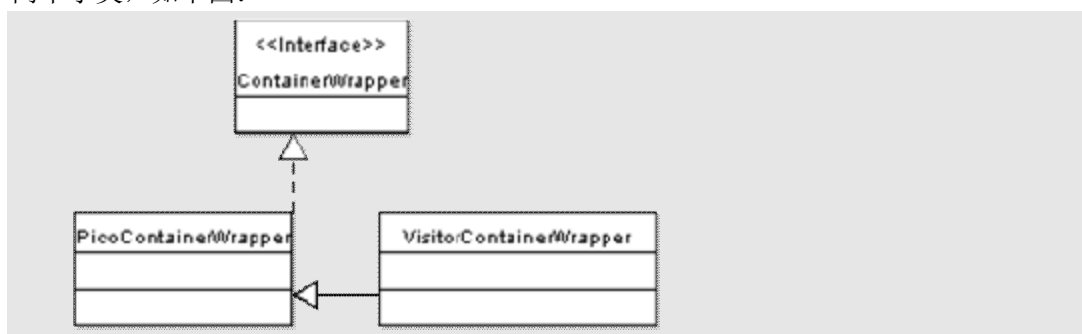 <<Interface>>
ContainerWrapper
PicoContainerWrapper
VisitorContainerWrapper